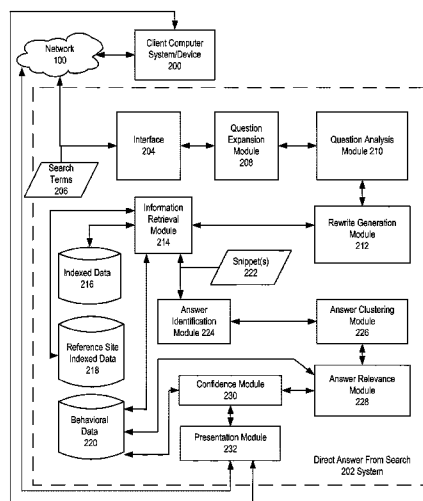 Network
100
Client Computer
System/Device
200
Interface
204
Question
Expansion
Module
208
Question Analysis
Module 210
Search
Terms
206
Information
Retrieval
Module
214
Rewrite Generation
Module
212
Indexed Data
216
Snippet(s)
222
Answer
Identification
Module 224
Answer Clustering
Module
226
Reference Site
Indexed Data
218
Confidence Module
230
Answer Relevance
Module
228
Behavioral
Data
220
Presentation Module
232
Direct Answer From Search
202 System